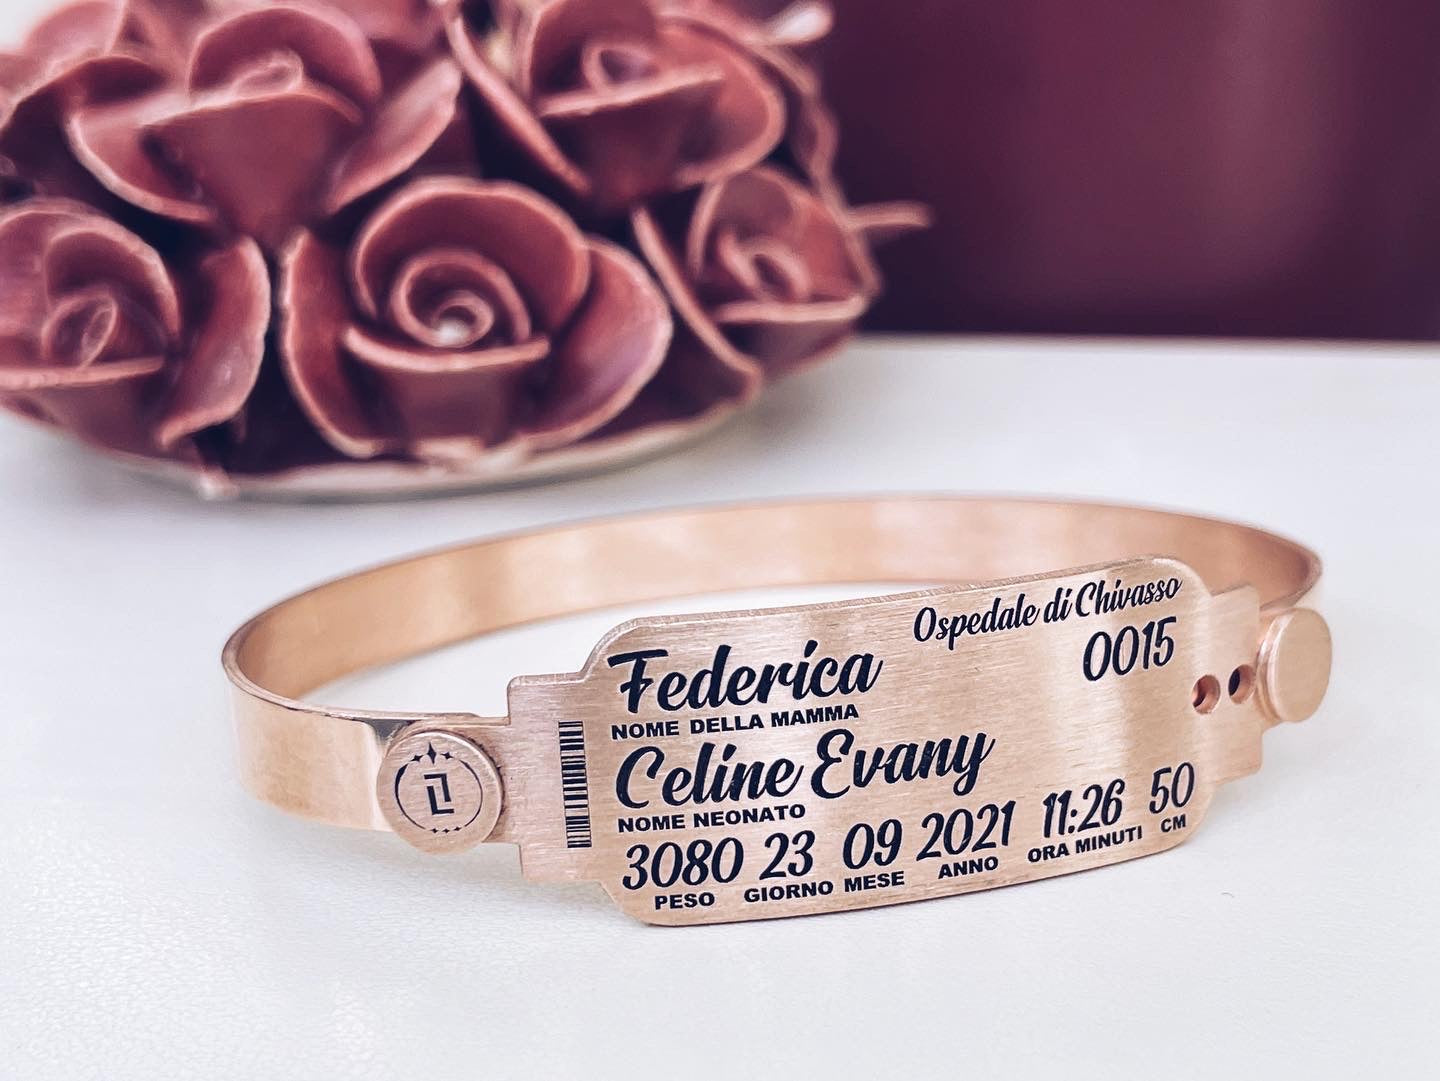 Ospedale di Chivasso
0015
Federica
NOME DELLA MAMMA
Celine Evany
NOME NEONATO
3080 23 09 2021 11:26 50
PESO GIORNO MESE ANNO ORA MINUTI CM